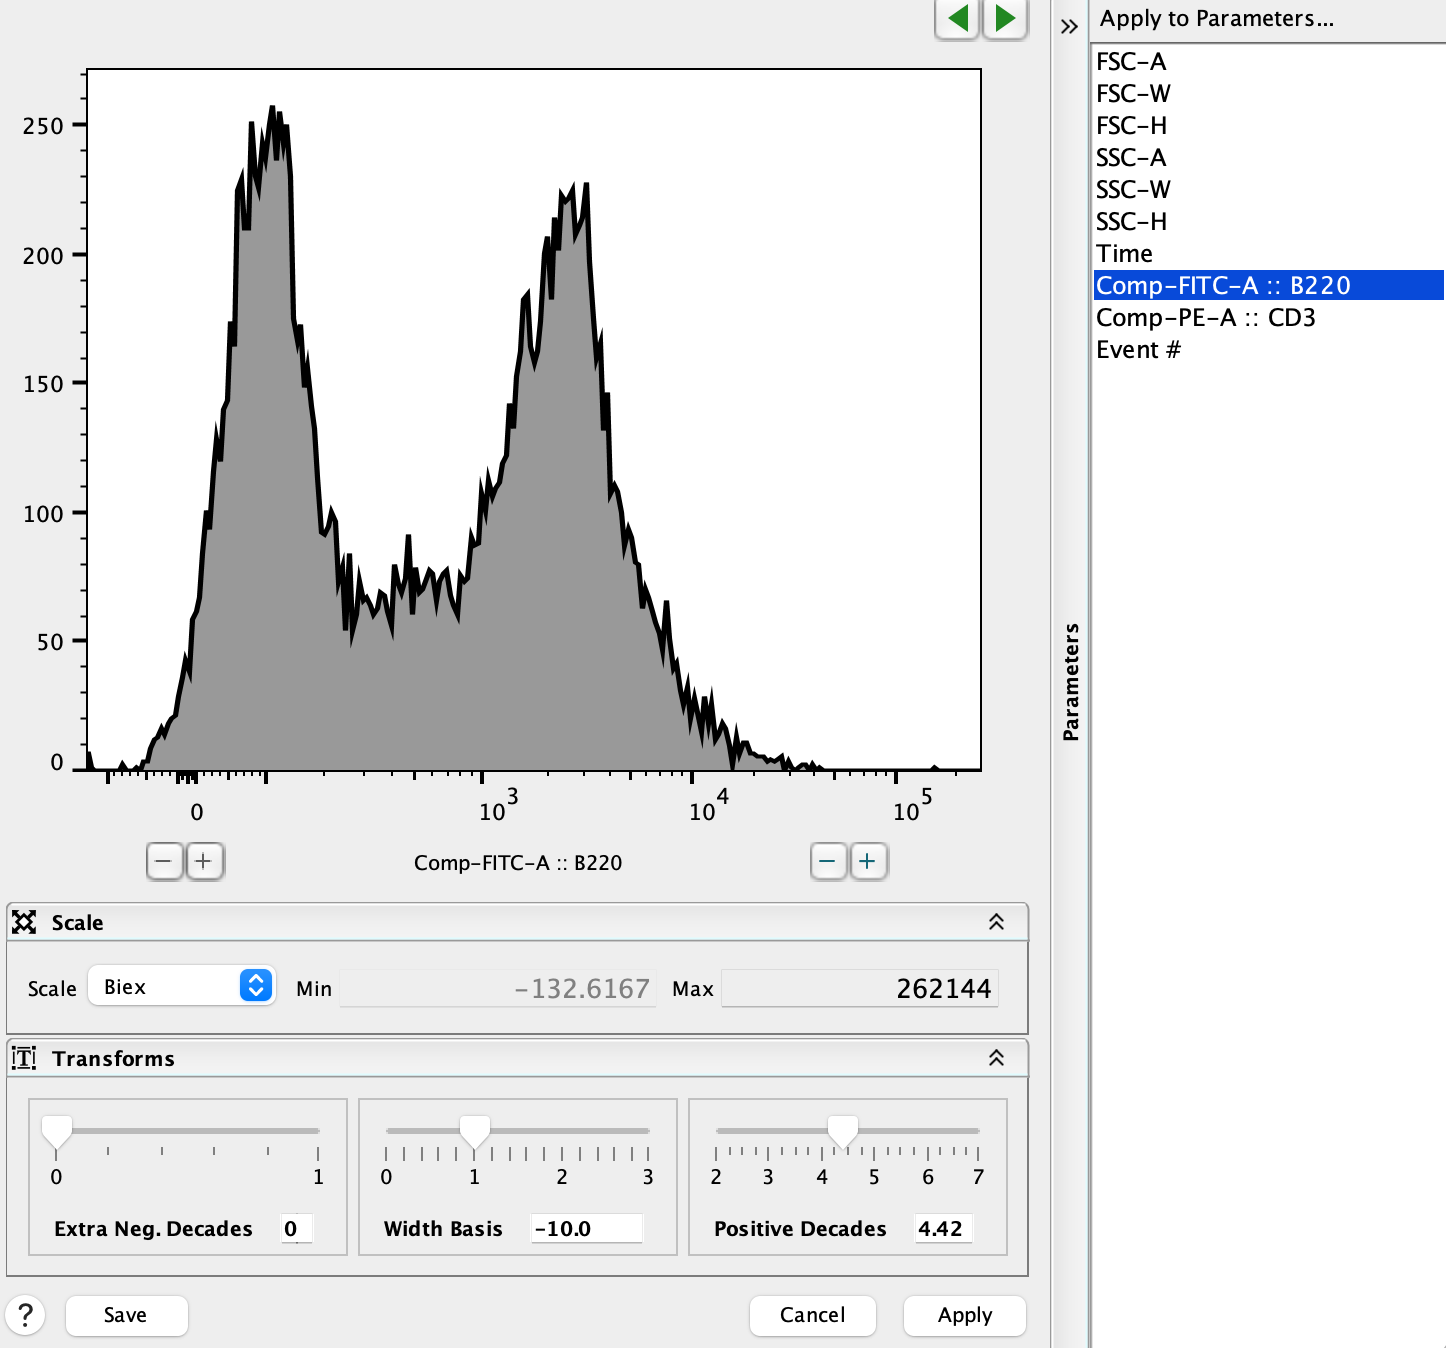 Apply to Parameters...
FSC-A
FSC-W
FSC-H
SSC-A
SSC-W
SSC-H
Time
Comp-FITC-A :: B220
Comp-PE-A :: CD3
Event #
Parameters
250
200
150
100
50
0
0 10^3 10^4 10^5
− + Comp-FITC-A :: B220 − +
Scale
Scale Biex Min -132.6167 Max 262144
Transforms
0 1
Extra Neg. Decades 0
0 1 2 3
Width Basis -10.0
2 3 4 5 6 7
Positive Decades 4.42
? Save Cancel Apply